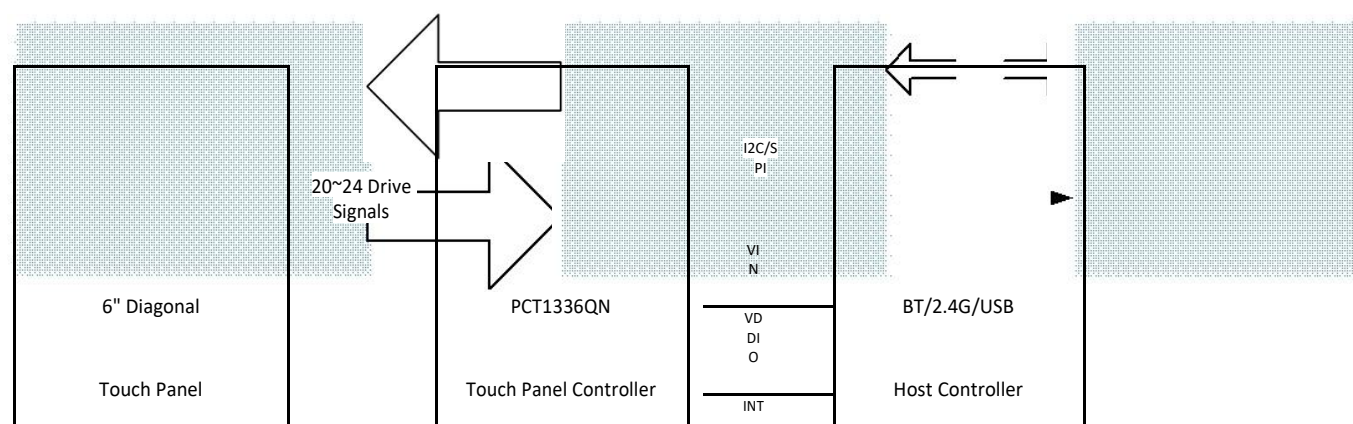 I2C/S
PI
20~24 Drive
Signals
VI
N
6" Diagonal
PCT1336QN
BT/2.4G/USB
VD
DI
O
Touch Panel
Touch Panel Controller
Host Controller
INT